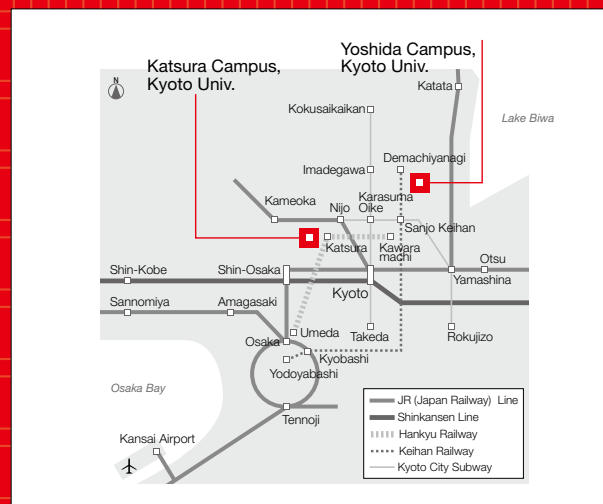 Yoshida Campus,
Kyoto Univ.
Katsura Campus,
Kyoto Univ.
N
Katata
Kokusaikaikan
Lake Biwa
Demachiyanagi
Imadegawa
Karasuma
Oike
Kameoka
Nijo
Sanjo Keihan
Katsura
Kawara
machi
Otsu
Shin-Kobe
Shin-Osaka
Yamashina
Kyoto
Sannomiya
Amagasaki
Umeda
Takeda
Rokujizo
Osaka
Kyobashi
Yodoyabashi
Osaka Bay
Tennoji
Kansai Airport
JR (Japan Railway) Line
Shinkansen Line
Hankyu Railway
Keihan Railway
Kyoto City Subway